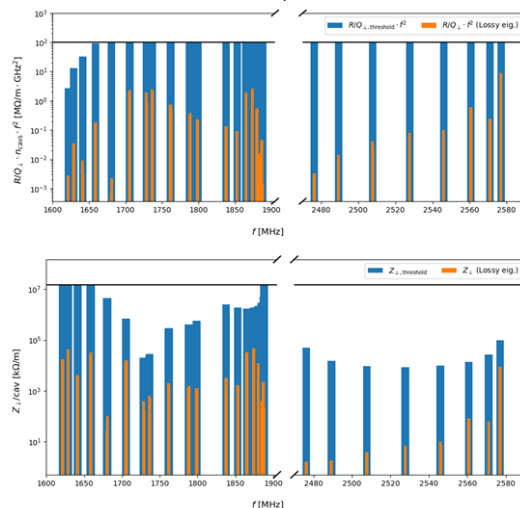 R/Q⊥,threshold · f² R/Q⊥ · f² (Lossy eig.)
R/Q⊥ · ncavs · f² [MΩ/m · GHz²]
10³
10²
10¹
10⁰
10⁻¹
10⁻²
10⁻³
1600 1650 1700 1750 1800 1850 1900 2480 2500 2520 2540 2560 2580
f [MHz]
Z⊥,threshold Z⊥ (Lossy eig.)
Z⊥/cav [kΩ/m]
10⁷
10⁵
10³
10¹
1600 1650 1700 1750 1800 1850 1900 2480 2500 2520 2540 2560 2580
f [MHz]